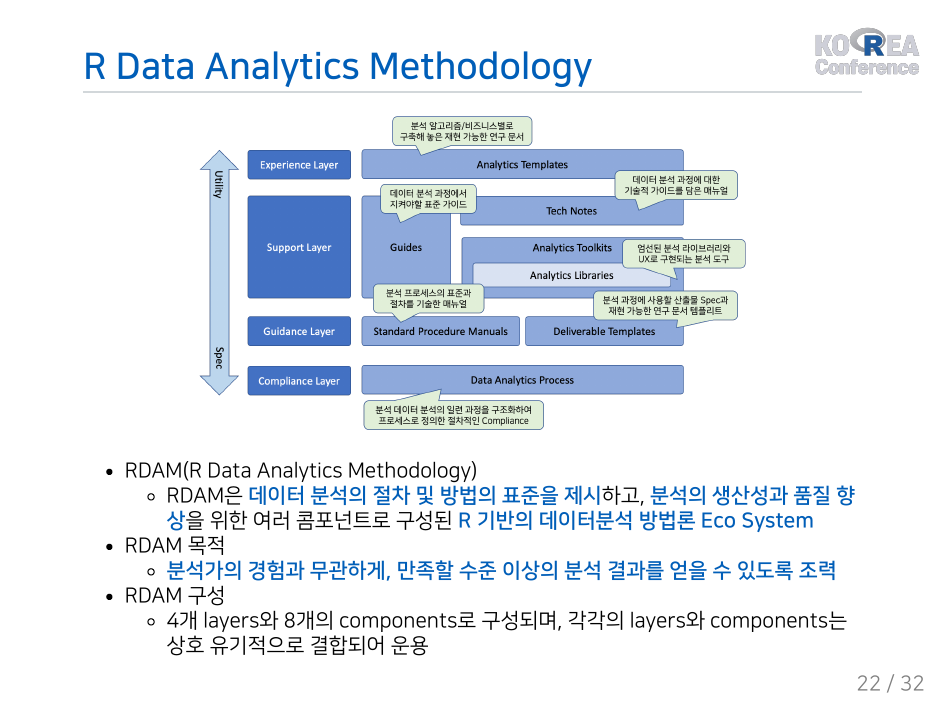 R Data Analytics Methodology
KOREA
Conference
분석 알고리즘/비즈니스별로
구축해 놓은 재현 가능한 연구 문서
Experience Layer
Analytics Templates
데이터 분석 과정에 대한
기술적 가이드를 담은 매뉴얼
Utility
데이터 분석 과정에서
지켜야할 표준 가이드
Tech Notes
Support Layer
Guides
Analytics Toolkits
엄선된 분석 라이브러리와
UX로 구현되는 분석 도구
Analytics Libraries
분석 프로세스의 표준과
절차를 기술한 매뉴얼
분석 과정에 사용할 산출물 Spec과
재현 가능한 연구 문서 템플리트
Guidance Layer
Standard Procedure Manuals
Deliverable Templates
Spec
Compliance Layer
Data Analytics Process
분석 데이터 분석의 일련 과정을 구조화하여
프로세스로 정의한 절차적인 Compliance
• RDAM(R Data Analytics Methodology)
○ RDAM은 데이터 분석의 절차 및 방법의 표준을 제시하고, 분석의 생산성과 품질 향
상을 위한 여러 콤포넌트로 구성된 R 기반의 데이터분석 방법론 Eco System
• RDAM 목적
○ 분석가의 경험과 무관하게, 만족할 수준 이상의 분석 결과를 얻을 수 있도록 조력
• RDAM 구성
○ 4개 layers와 8개의 components로 구성되며, 각각의 layers와 components는
상호 유기적으로 결합되어 운용
22 / 32